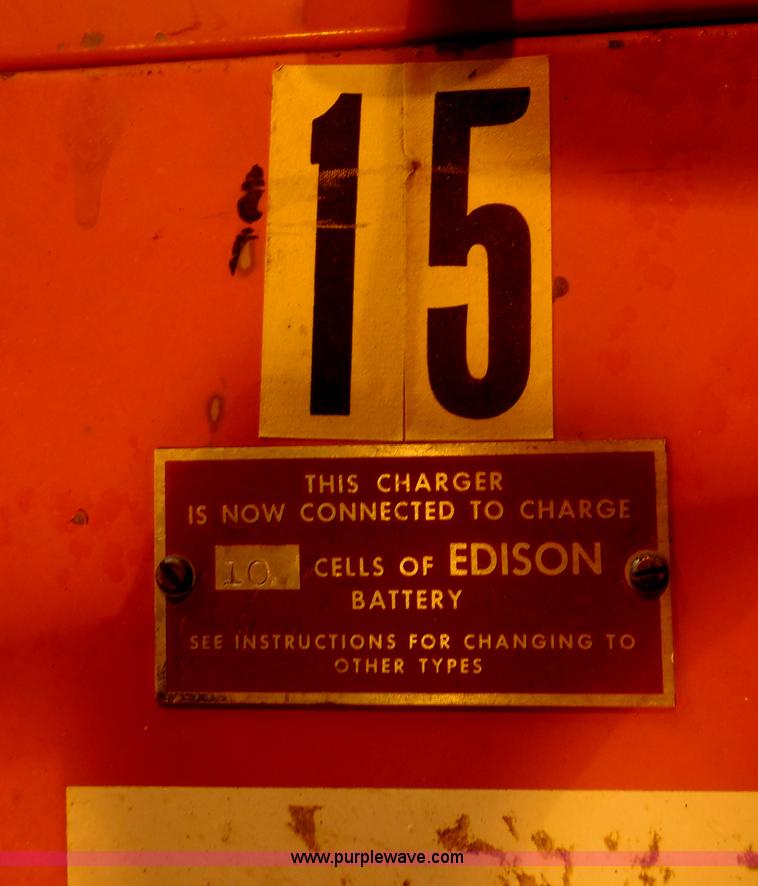 15
THIS CHARGER
IS NOW CONNECTED TO CHARGE
10 CELLS OF EDISON
BATTERY
SEE INSTRUCTIONS FOR CHANGING TO
OTHER TYPES
www.purplewave.com